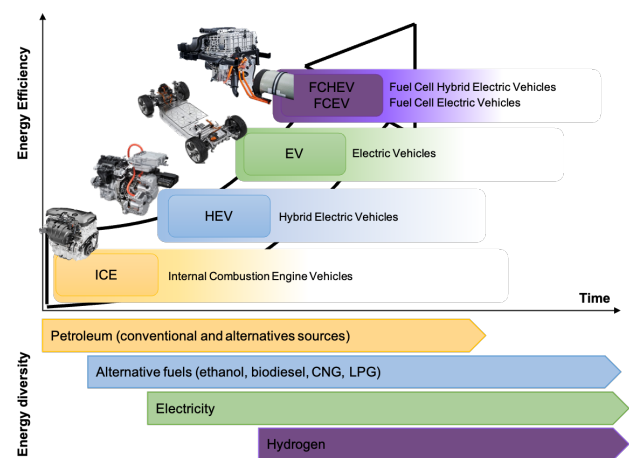 Energy Efficiency
FCHEV
FCEV
Fuel Cell Hybrid Electric Vehicles
Fuel Cell Electric Vehicles
EV
Electric Vehicles
HEV
Hybrid Electric Vehicles
ICE
Internal Combustion Engine Vehicles
Time
Energy diversity
Petroleum (conventional and alternatives sources)
Alternative fuels (ethanol, biodiesel, CNG, LPG)
Electricity
Hydrogen